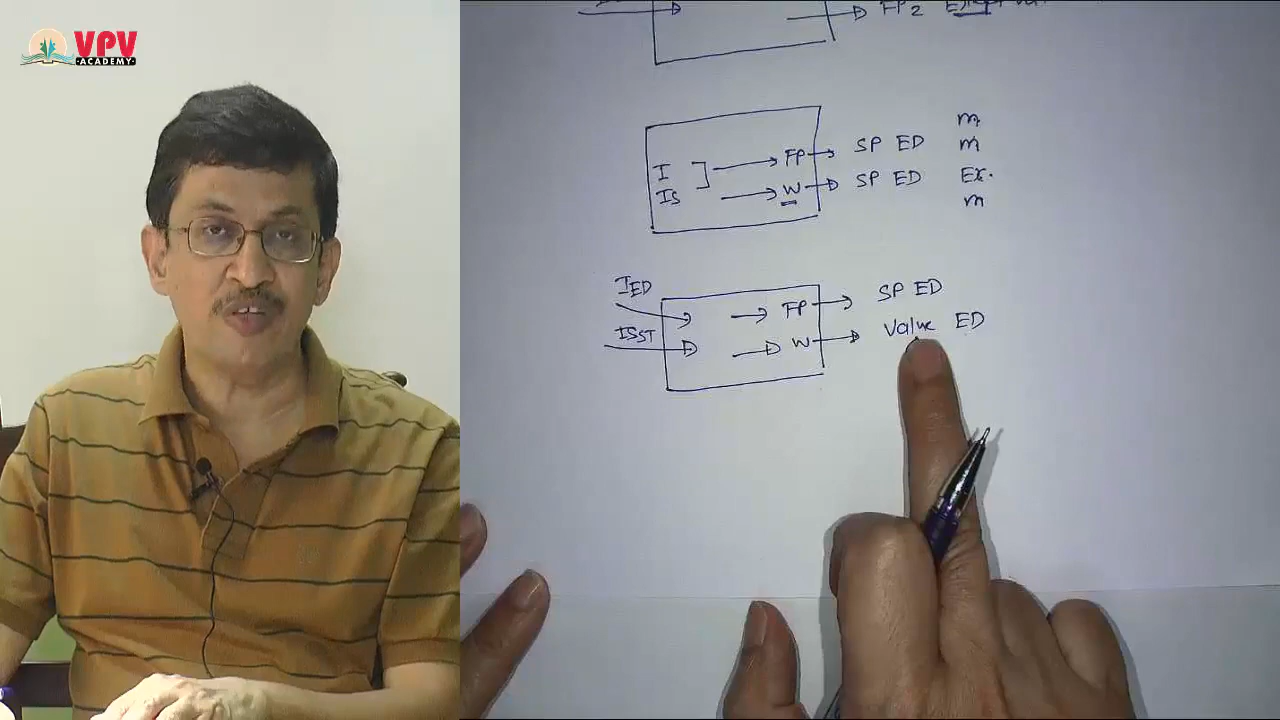 VPV
ACADEMY
FP2
m
I FP SP ED m
IS W SP ED Ex.
m
IED FP SP ED
ISST W Value ED